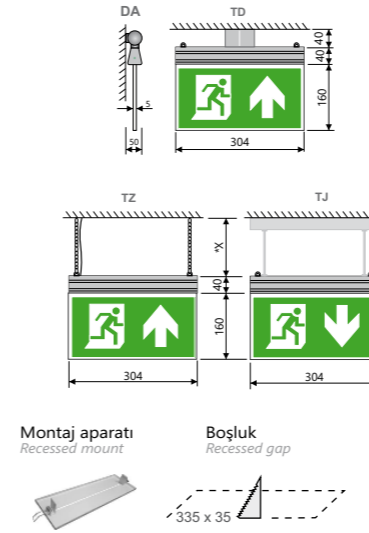 DA
TD
40
40
160
5
50
304
TZ
TJ
*X
40
160
304
304
Montaj aparatı
Recessed mount
Boşluk
Recessed gap
335 x 35